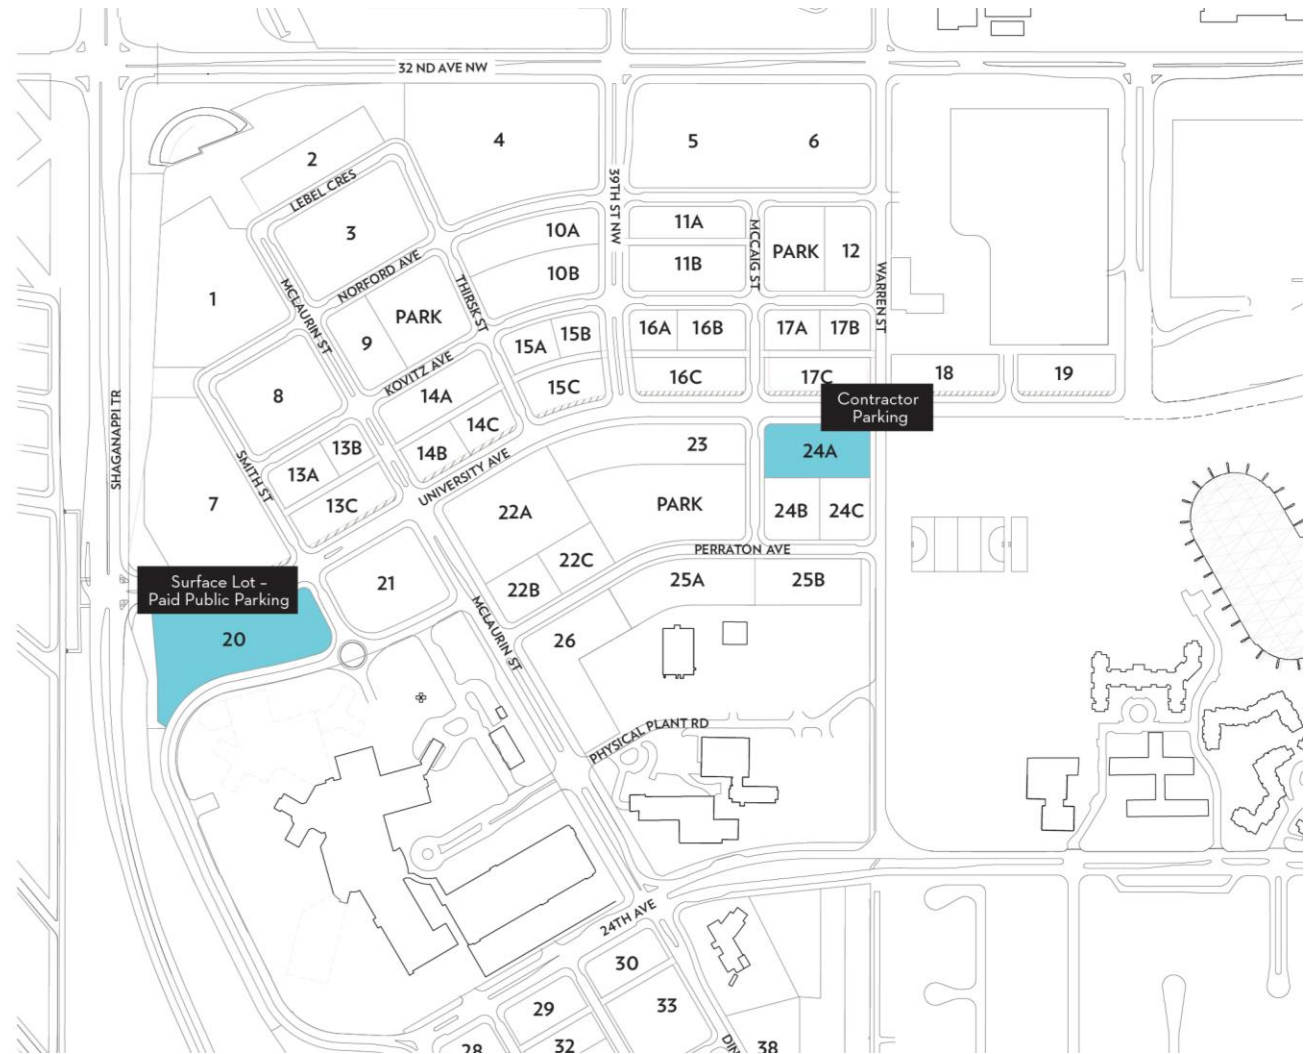 32 ND AVE NW
4
5
6
2
LEBEL CRES
39TH ST NW
3
10A
11A
MCCAIG ST
PARK
12
10B
11B
NORFORD AVE
WARREN ST
1
MCLAURIN ST
THIRSK ST
PARK
9
15A
15B
16A
16B
17A
17B
KOVITZ AVE
8
14A
15C
16C
17C
18
19
SHAGANAPPI TR
Contractor
Parking
14C
13B
14B
23
24A
13A
SMITH ST
UNIVERSITY AVE
7
13C
22A
PARK
24B
24C
PERRATON AVE
22C
Surface Lot –
Paid Public Parking
21
22B
25A
25B
20
MCLAURIN ST
26
PHYSICAL PLANT RD
24TH AVE
30
29
33
28
32
38